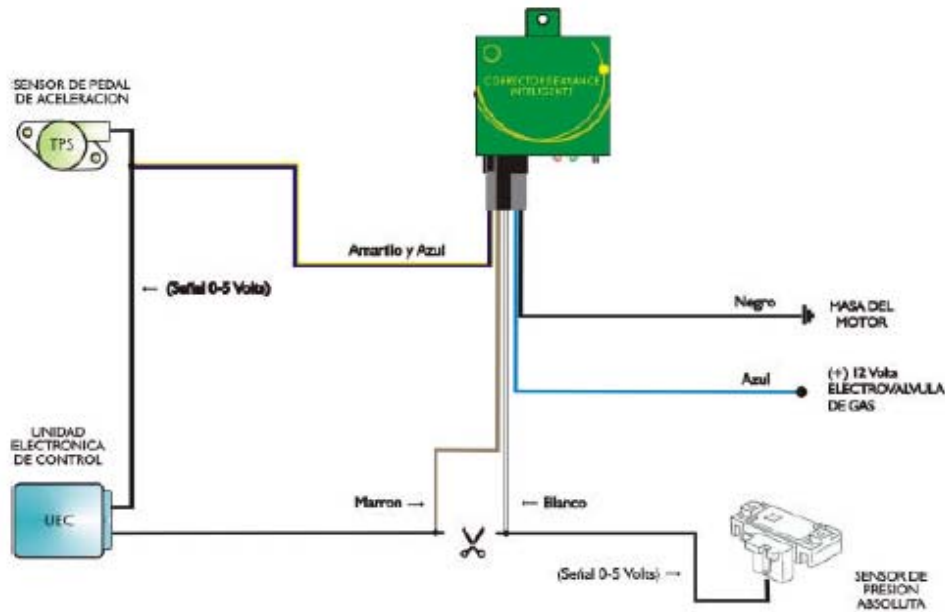 SENSOR DE PEDAL
DE ACELERACION
TPS
CORRECTOR DE AVANCE
INTELIGENTE
Amarillo y Azul
← (Señal 0-5 Volts)
Negro
MASA DEL
MOTOR
Azul
(+) 12 Volts
ELECTROVALVULA
DE GAS
UNIDAD
ELECTRONICA
DE CONTROL
UEC
Marron →
← Blanco
(Señal 0-5 Volts) →
SENSOR DE
PRESION
ABSOLUTA